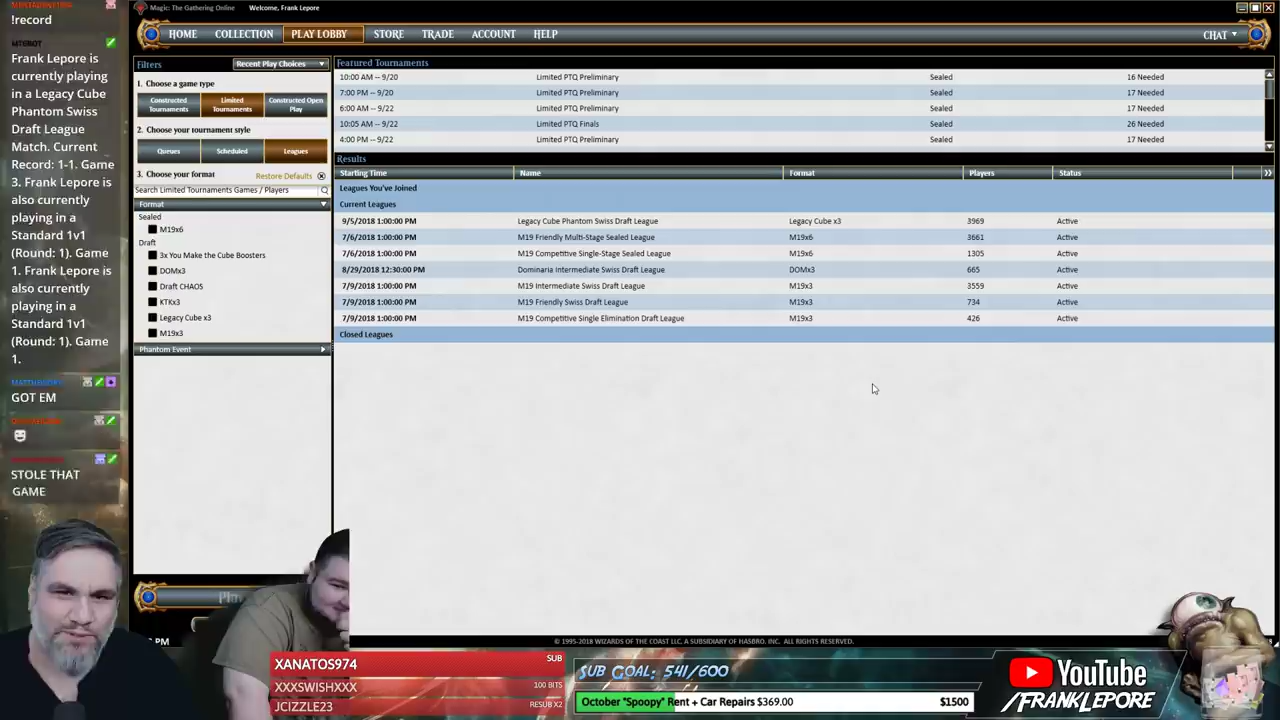 !record
Frank Lepore is
currently playing
in a Legacy Cube
Phantom Swiss
Draft League
Match. Current
Record: 1-1. Game
3. Frank Lepore is
also currently
playing in a
Standard 1v1
(Round: 1). Game
1. Frank Lepore is
also currently
playing in a
Standard 1v1
(Round: 1). Game
1.
GOT EM
STOLE THAT
GAME
Magic: The Gathering Online
Welcome, Frank Lepore
HOME
COLLECTION
PLAY LOBBY
STORE
TRADE
ACCOUNT
HELP
CHAT
Filters
Recent Play Choices
1. Choose a game type
Constructed Tournaments
Limited Tournaments
Constructed Open Play
2. Choose your tournament style
Queues
Scheduled
Leagues
3. Choose your format
Restore Defaults
Search Limited Tournaments Games / Players
Format
Sealed
M19x6
Draft
3x You Make the Cube Boosters
DOMx3
Draft CHAOS
KTKx3
Legacy Cube x3
M19x3
Phantom Event
Featured Tournaments
10:00 AM -- 9/20 Limited PTQ Preliminary Sealed 16 Needed
7:00 PM -- 9/20 Limited PTQ Preliminary Sealed 17 Needed
6:00 AM -- 9/22 Limited PTQ Preliminary Sealed 17 Needed
10:05 AM -- 9/22 Limited PTQ Finals Sealed 26 Needed
4:00 PM -- 9/22 Limited PTQ Preliminary Sealed 17 Needed
Results
Starting Time Name Format Players Status
Leagues You've Joined
Current Leagues
9/5/2018 1:00:00 PM Legacy Cube Phantom Swiss Draft League Legacy Cube x3 3969 Active
7/6/2018 1:00:00 PM M19 Friendly Multi-Stage Sealed League M19x6 3661 Active
7/6/2018 1:00:00 PM M19 Competitive Single-Stage Sealed League M19x6 1305 Active
8/29/2018 12:30:00 PM Dominaria Intermediate Swiss Draft League DOMx3 665 Active
7/9/2018 1:00:00 PM M19 Intermediate Swiss Draft League M19x3 3559 Active
7/9/2018 1:00:00 PM M19 Friendly Swiss Draft League M19x3 734 Active
7/9/2018 1:00:00 PM M19 Competitive Single Elimination Draft League M19x3 426 Active
Closed Leagues
PM
© 1995-2018 WIZARDS OF THE COAST LLC, A SUBSIDIARY OF HASBRO, INC. ALL RIGHTS RESERVED.
XANATOS974 SUB
XXXSWISHXXX 100 BITS
JCIZZLE23 RESUB X2
SUB GOAL: 541/600
October "Spoopy" Rent + Car Repairs $369.00 $1500
YouTube
/FRANKLEPORE